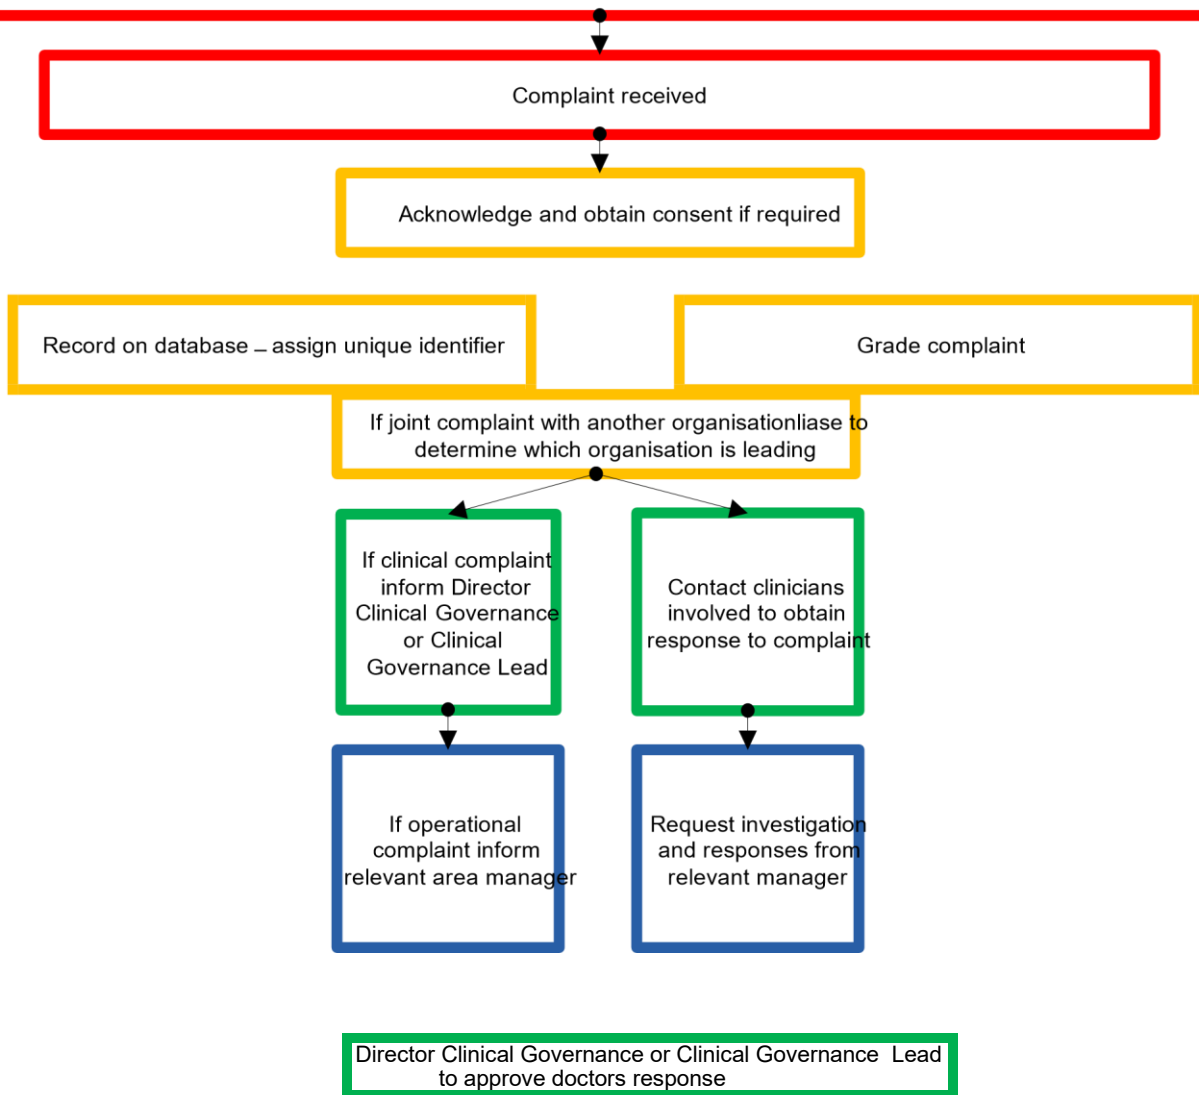 Complaint received
Acknowledge and obtain consent if required
Record on database – assign unique identifier
Grade complaint
If joint complaint with another organisationliase to
determine which organisation is leading
If clinical complaint
inform Director
Clinical Governance
or Clinical
Governance Lead
Contact clinicians
involved to obtain
response to complaint
If operational
complaint inform
relevant area manager
Request investigation
and responses from
relevant manager
Director Clinical Governance or Clinical Governance Lead
to approve doctors response